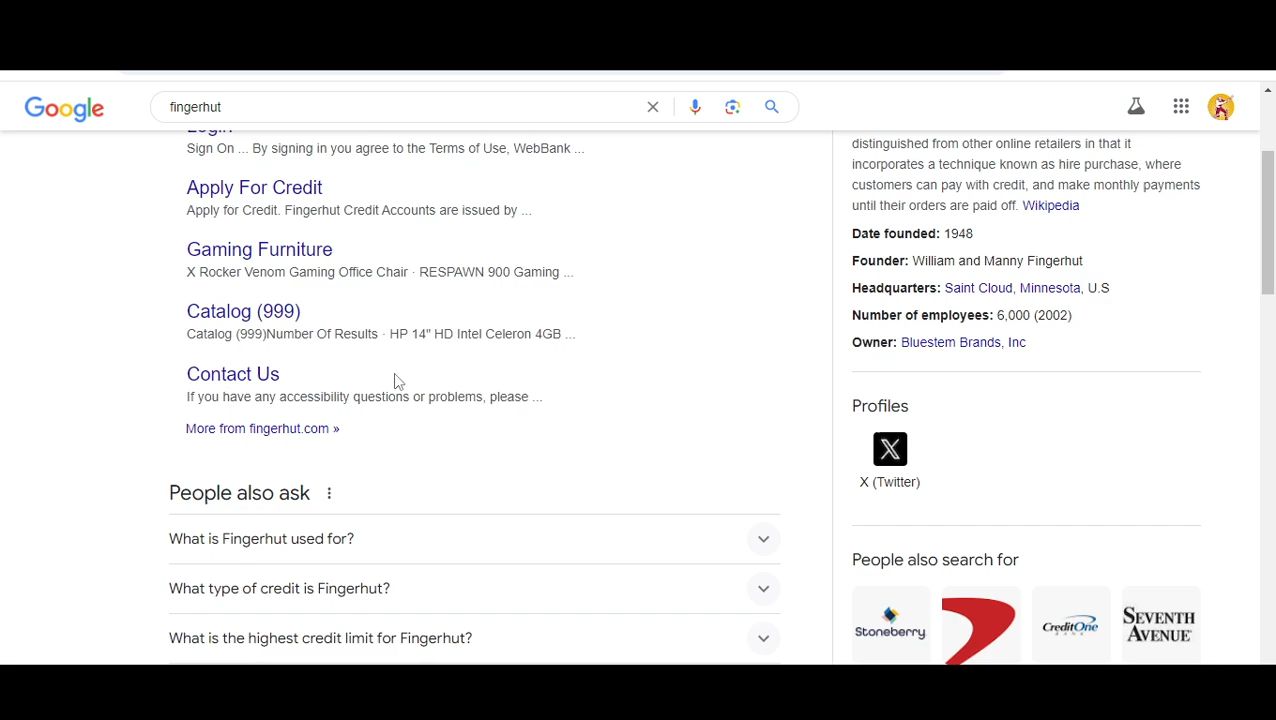 Google
fingerhut
Login
Sign On ... By signing in you agree to the Terms of Use, WebBank ...
Apply For Credit
Apply for Credit. Fingerhut Credit Accounts are issued by ...
Gaming Furniture
X Rocker Venom Gaming Office Chair · RESPAWN 900 Gaming ...
Catalog (999)
Catalog (999)Number Of Results · HP 14" HD Intel Celeron 4GB ...
Contact Us
If you have any accessibility questions or problems, please ...
More from fingerhut.com »
People also ask
What is Fingerhut used for?
What type of credit is Fingerhut?
What is the highest credit limit for Fingerhut?
distinguished from other online retailers in that it
incorporates a technique known as hire purchase, where
customers can pay with credit, and make monthly payments
until their orders are paid off. Wikipedia
Date founded: 1948
Founder: William and Manny Fingerhut
Headquarters: Saint Cloud, Minnesota, U.S
Number of employees: 6,000 (2002)
Owner: Bluestem Brands, Inc
Profiles
X (Twitter)
People also search for
Stoneberry
CreditOne
BANK
SEVENTH
AVENUE